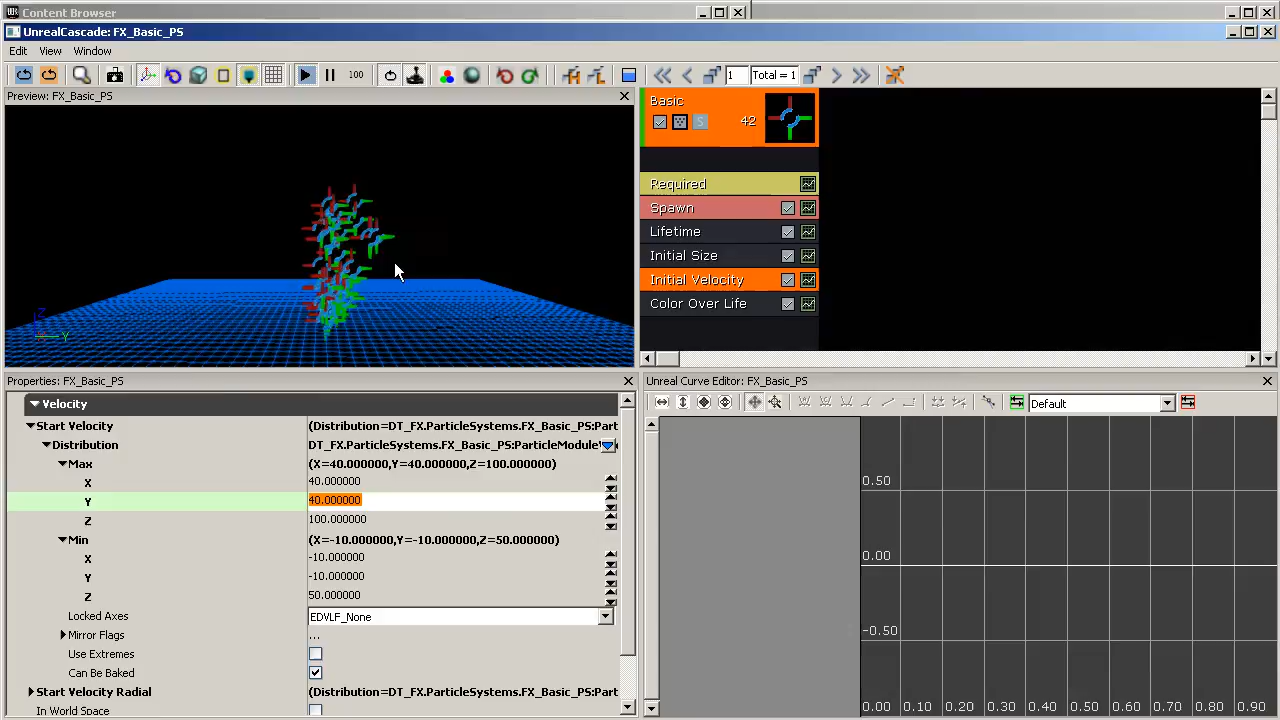 Content Browser
UnrealCascade: FX_Basic_PS
Edit View Window
100
1 Total = 1
Preview: FX_Basic_PS
Z
Y
Basic
S 42
Required
Spawn
Lifetime
Initial Size
Initial Velocity
Color Over Life
Properties: FX_Basic_PS
Velocity
Start Velocity (Distribution=DT_FX.ParticleSystems.FX_Basic_PS:Part
Distribution DT_FX.ParticleSystems.FX_Basic_PS:ParticleModule
Max (X=40.000000,Y=40.000000,Z=100.000000)
X 40.000000
Y 40.000000
Z 100.000000
Min (X=-10.000000,Y=-10.000000,Z=50.000000)
X -10.000000
Y -10.000000
Z 50.000000
Locked Axes EDVLF_None
Mirror Flags ...
Use Extremes
Can Be Baked
Start Velocity Radial (Distribution=DT_FX.ParticleSystems.FX_Basic_PS:Part
In World Space
Unreal Curve Editor: FX_Basic_PS
Default
0.50
0.00
-0.50
0.00 0.10 0.20 0.30 0.40 0.50 0.60 0.70 0.80 0.90